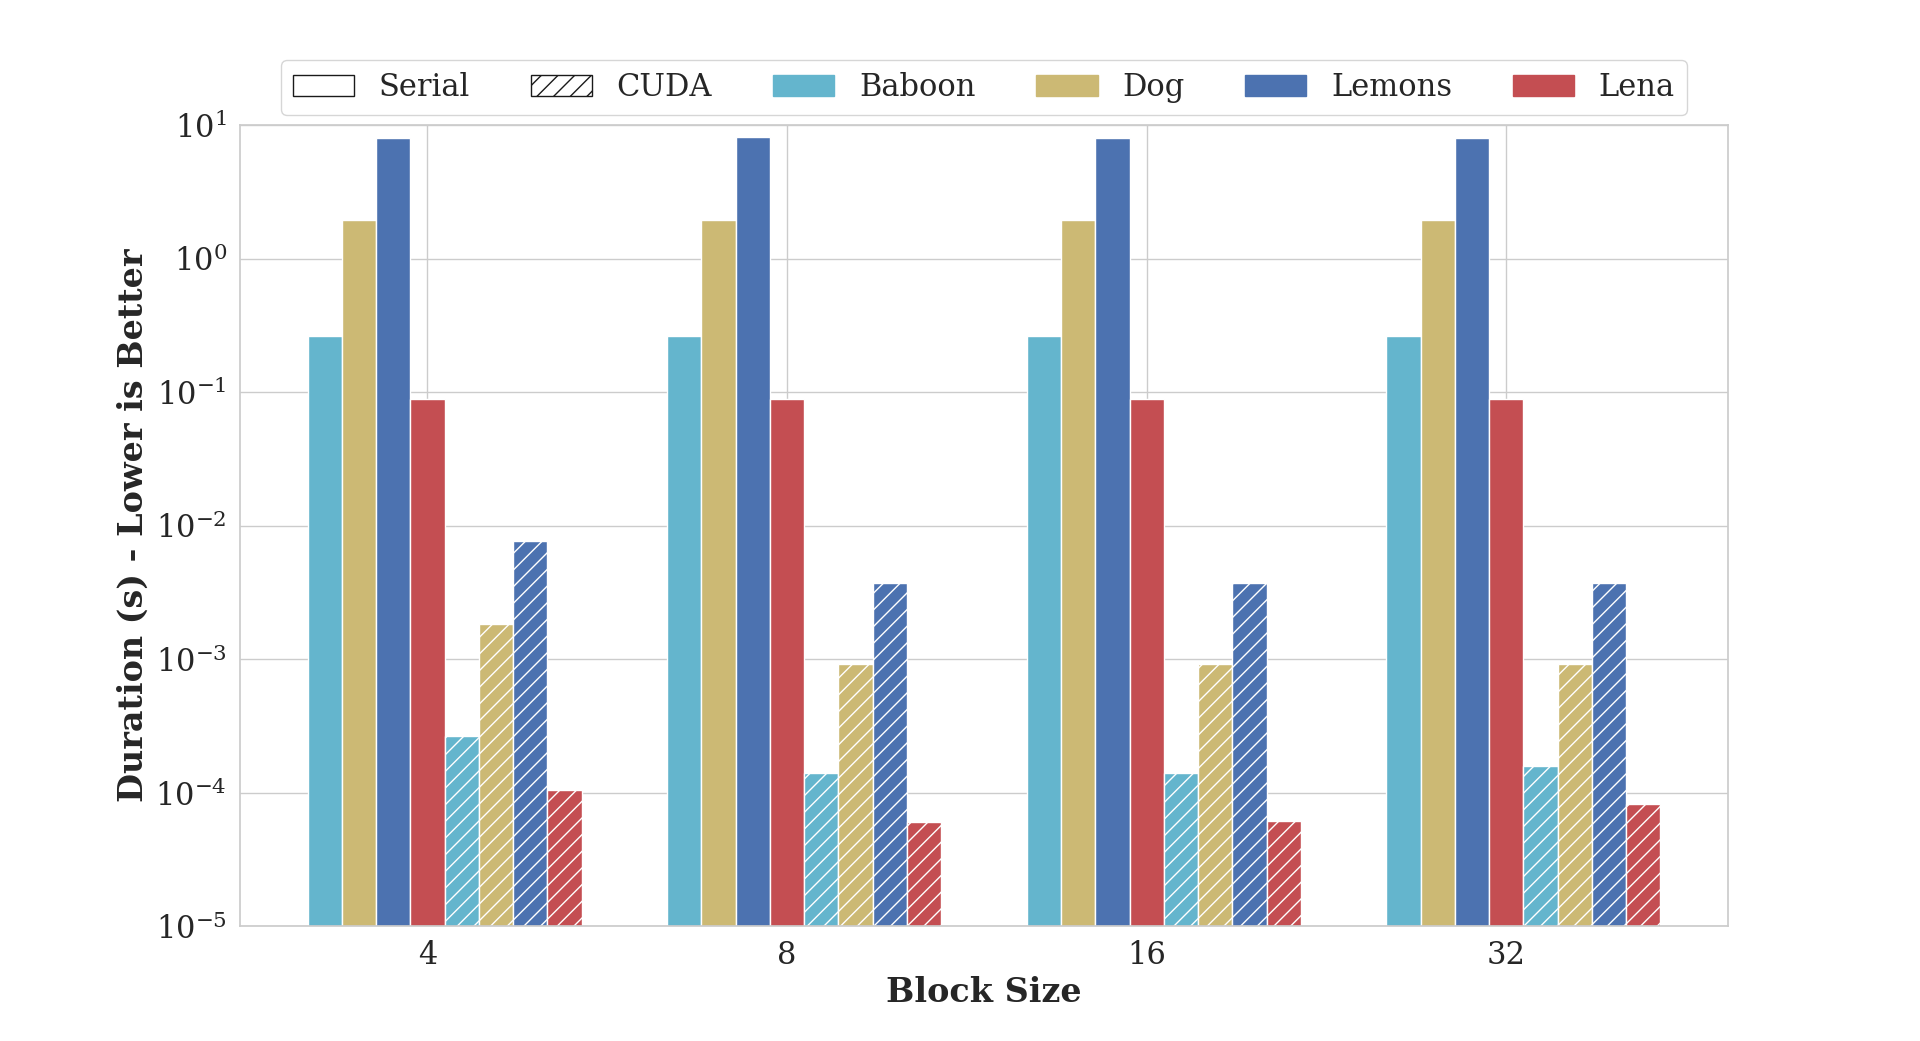 Serial CUDA Baboon Dog Lemons Lena
10¹
10⁰
10⁻¹
10⁻²
10⁻³
10⁻⁴
10⁻⁵
Duration (s) - Lower is Better
4 8 16 32
Block Size